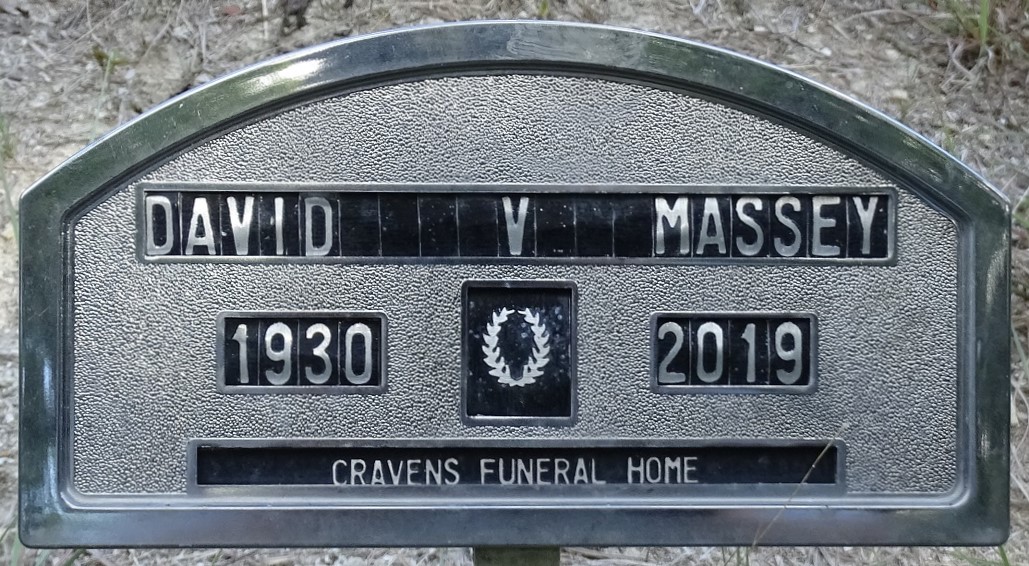 DAVID V MASSEY
1930 2019
CRAVENS FUNERAL HOME